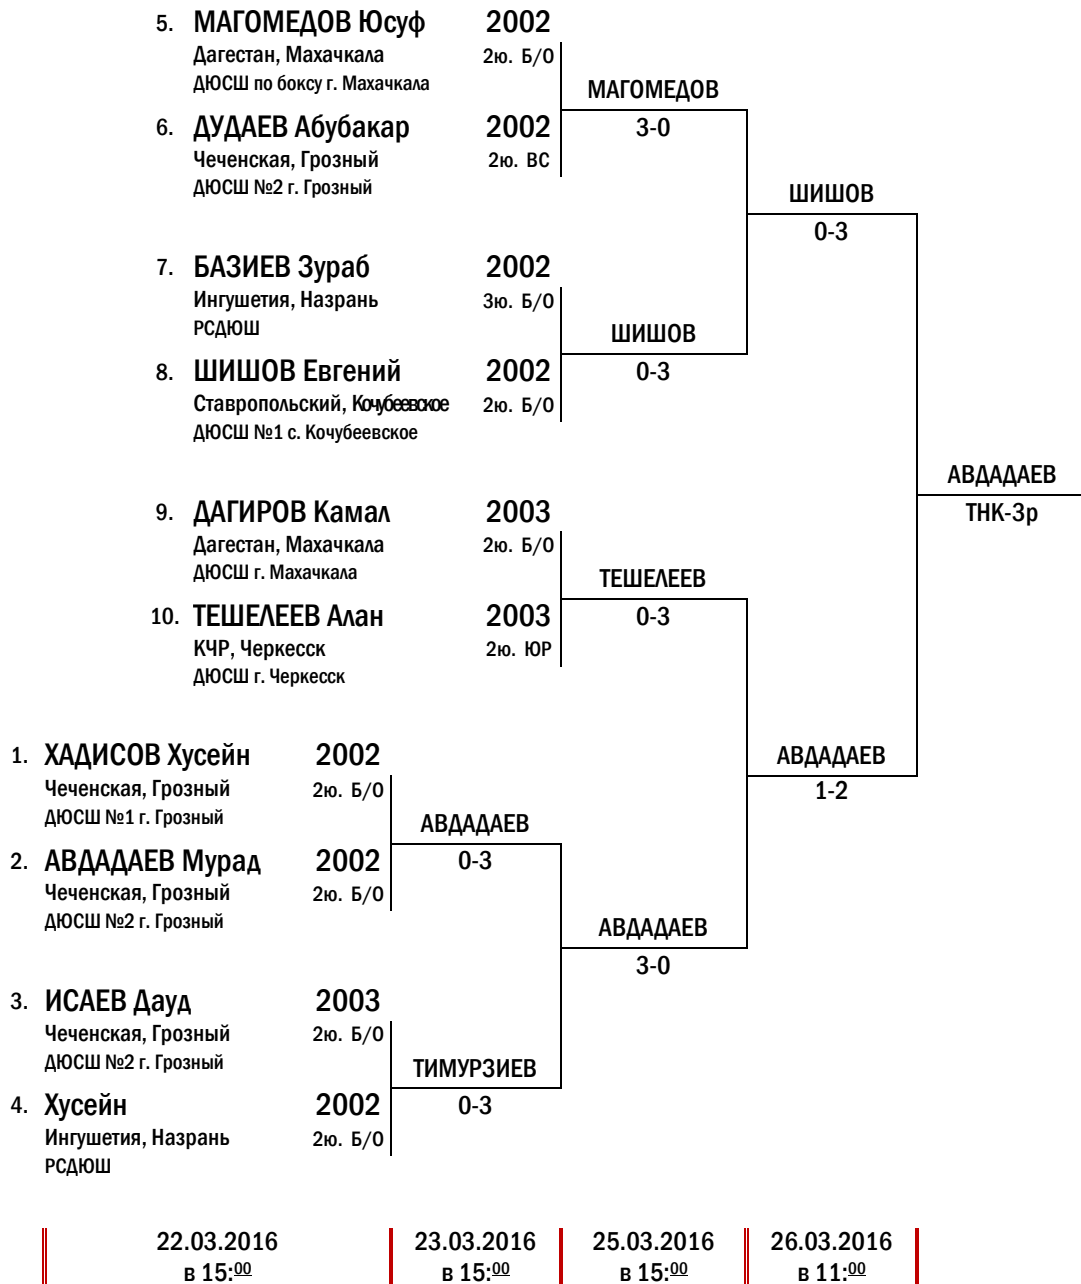 5. МАГОМЕДОВ Юсуф 2002
Дагестан, Махачкала 2ю. Б/О
ДЮСШ по боксу г. Махачкала
МАГОМЕДОВ
3-0
6. ДУДАЕВ Абубакар 2002
Чеченская, Грозный 2ю. ВС
ДЮСШ №2 г. Грозный
ШИШОВ
0-3
7. БАЗИЕВ Зураб 2002
Ингушетия, Назрань 3ю. Б/О
РСДЮШ
ШИШОВ
0-3
8. ШИШОВ Евгений 2002
Ставропольский, Кочубеевское 2ю. Б/О
ДЮСШ №1 с. Кочубеевское
АВДАДАЕВ
ТНК-3р
9. ДАГИРОВ Камал 2003
Дагестан, Махачкала 2ю. Б/О
ДЮСШ г. Махачкала
ТЕШЕЛЕЕВ
0-3
10. ТЕШЕЛЕЕВ Алан 2003
КЧР, Черкесск 2ю. ЮР
ДЮСШ г. Черкесск
1. ХАДИСОВ Хусейн 2002
Чеченская, Грозный 2ю. Б/О
ДЮСШ №1 г. Грозный
АВДАДАЕВ
1-2
АВДАДАЕВ
0-3
2. АВДАДАЕВ Мурад 2002
Чеченская, Грозный 2ю. Б/О
ДЮСШ №2 г. Грозный
АВДАДАЕВ
3-0
3. ИСАЕВ Дауд 2003
Чеченская, Грозный 2ю. Б/О
ДЮСШ №2 г. Грозный
ТИМУРЗИЕВ
0-3
4. Хусейн 2002
Ингушетия, Назрань 2ю. Б/О
РСДЮШ
22.03.2016 23.03.2016 25.03.2016 26.03.2016
в 15:00 в 15:00 в 15:00 в 11:00